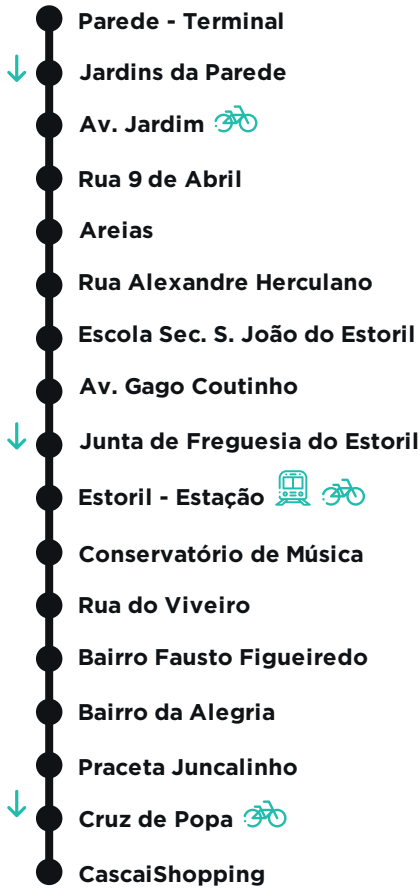 Parede - Terminal
Jardins da Parede
Av. Jardim
Rua 9 de Abril
Areias
Rua Alexandre Herculano
Escola Sec. S. João do Estoril
Av. Gago Coutinho
Junta de Freguesia do Estoril
Estoril - Estação
Conservatório de Música
Rua do Viveiro
Bairro Fausto Figueiredo
Bairro da Alegria
Praceta Juncalinho
Cruz de Popa
CascaiShopping